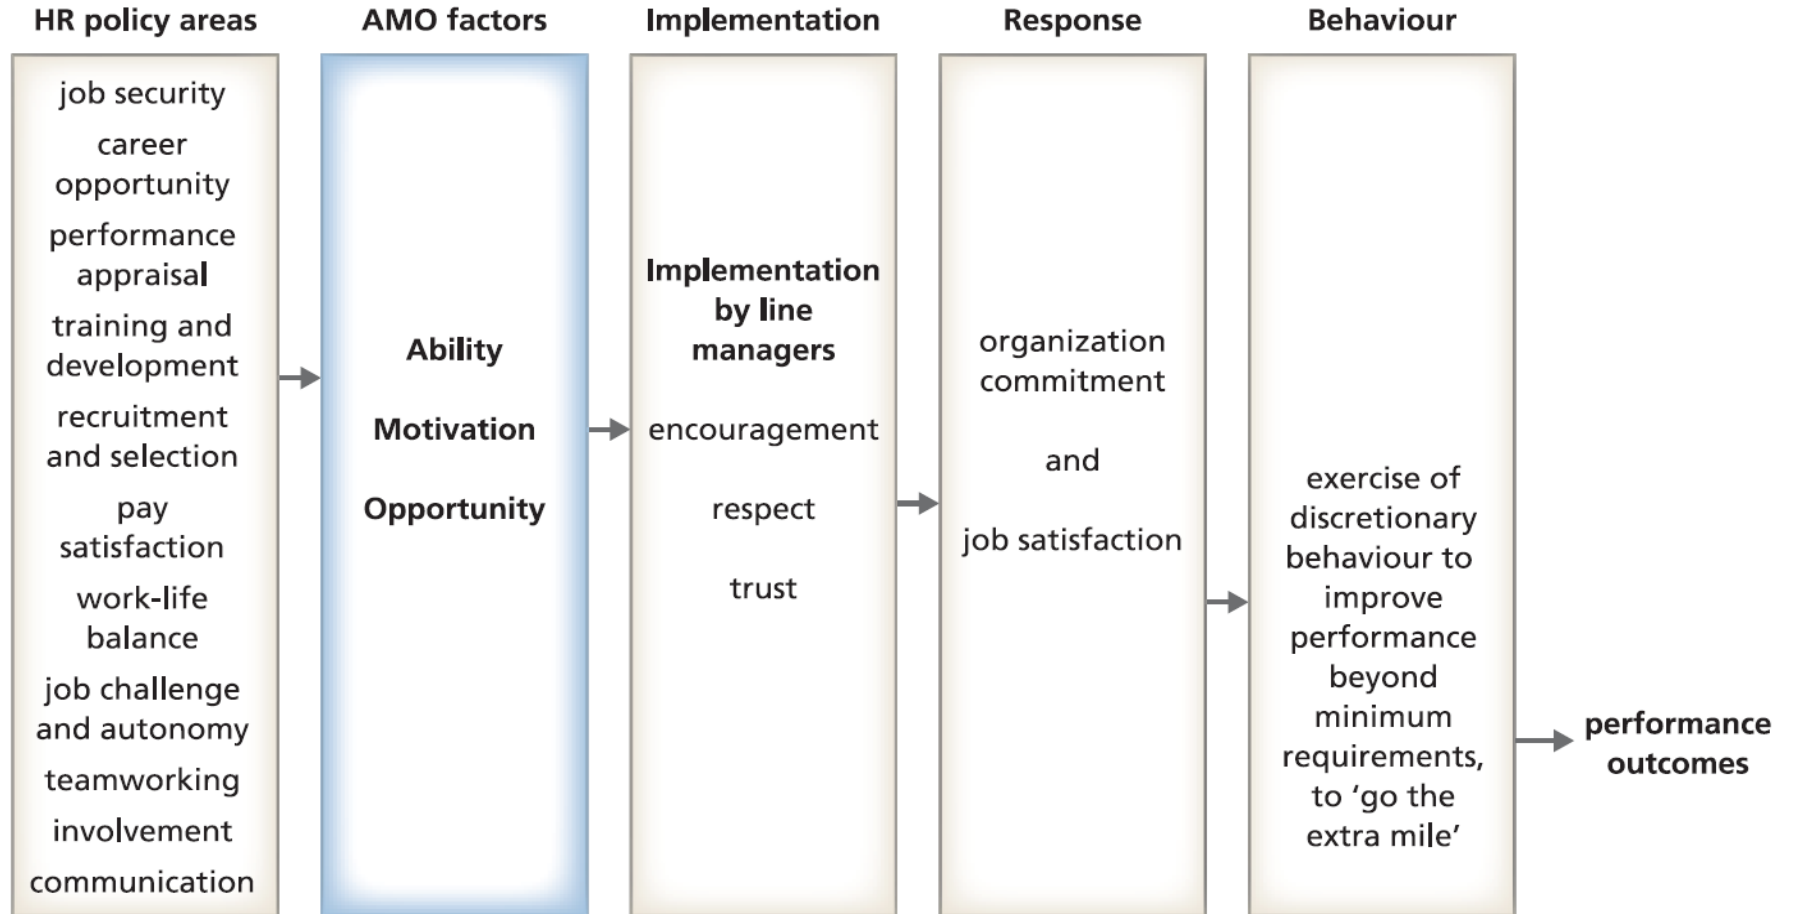 HR policy areas
job security
career
opportunity
performance
appraisal
training and
development
recruitment
and selection
pay
satisfaction
work-life
balance
job challenge
and autonomy
teamworking
involvement
communication
AMO factors
Ability
Motivation
Opportunity
Implementation
Implementation
by line
managers
encouragement
respect
trust
Response
organization
commitment
and
job satisfaction
Behaviour
exercise of
discretionary
behaviour to
improve
performance
beyond
minimum
requirements,
to ‘go the
extra mile’
performance
outcomes